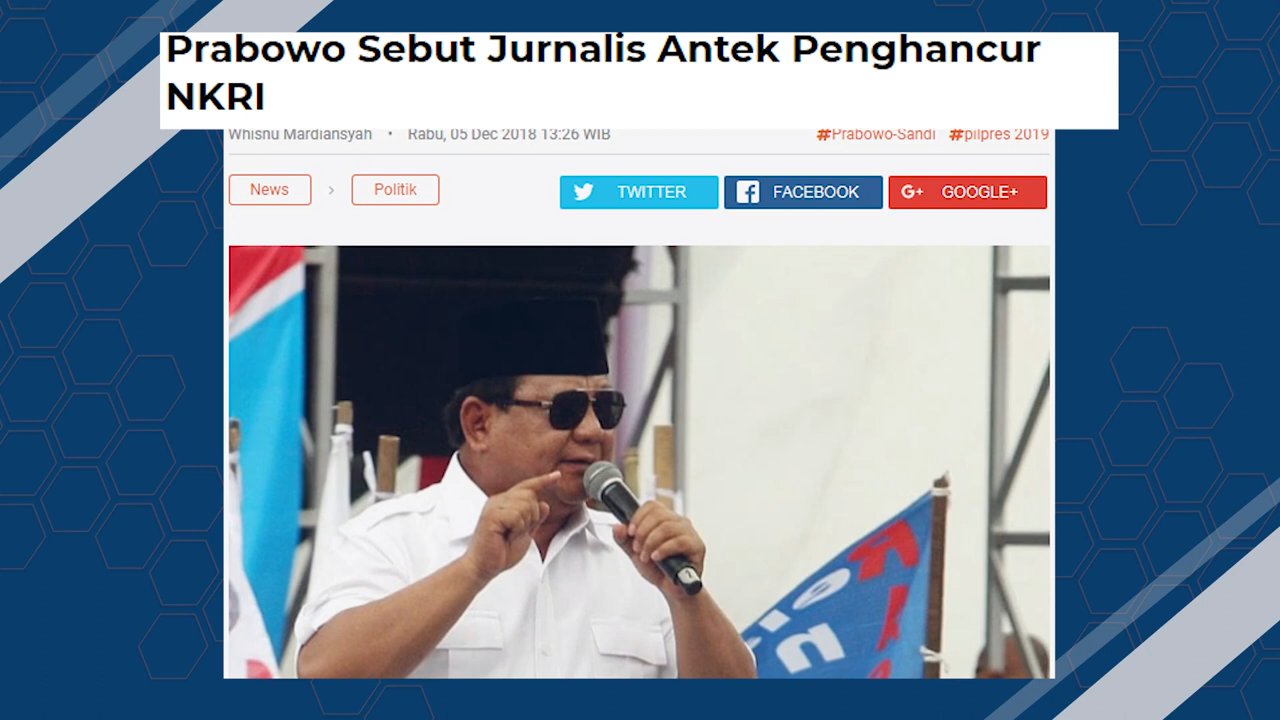 Prabowo Sebut Jurnalis Antek Penghancur
NKRI
Whisnu Mardiansyah • Rabu, 05 Dec 2018 13:26 WIB #Prabowo-Sandi #pilpres 2019
News > Politik TWITTER FACEBOOK G+ GOOGLE+